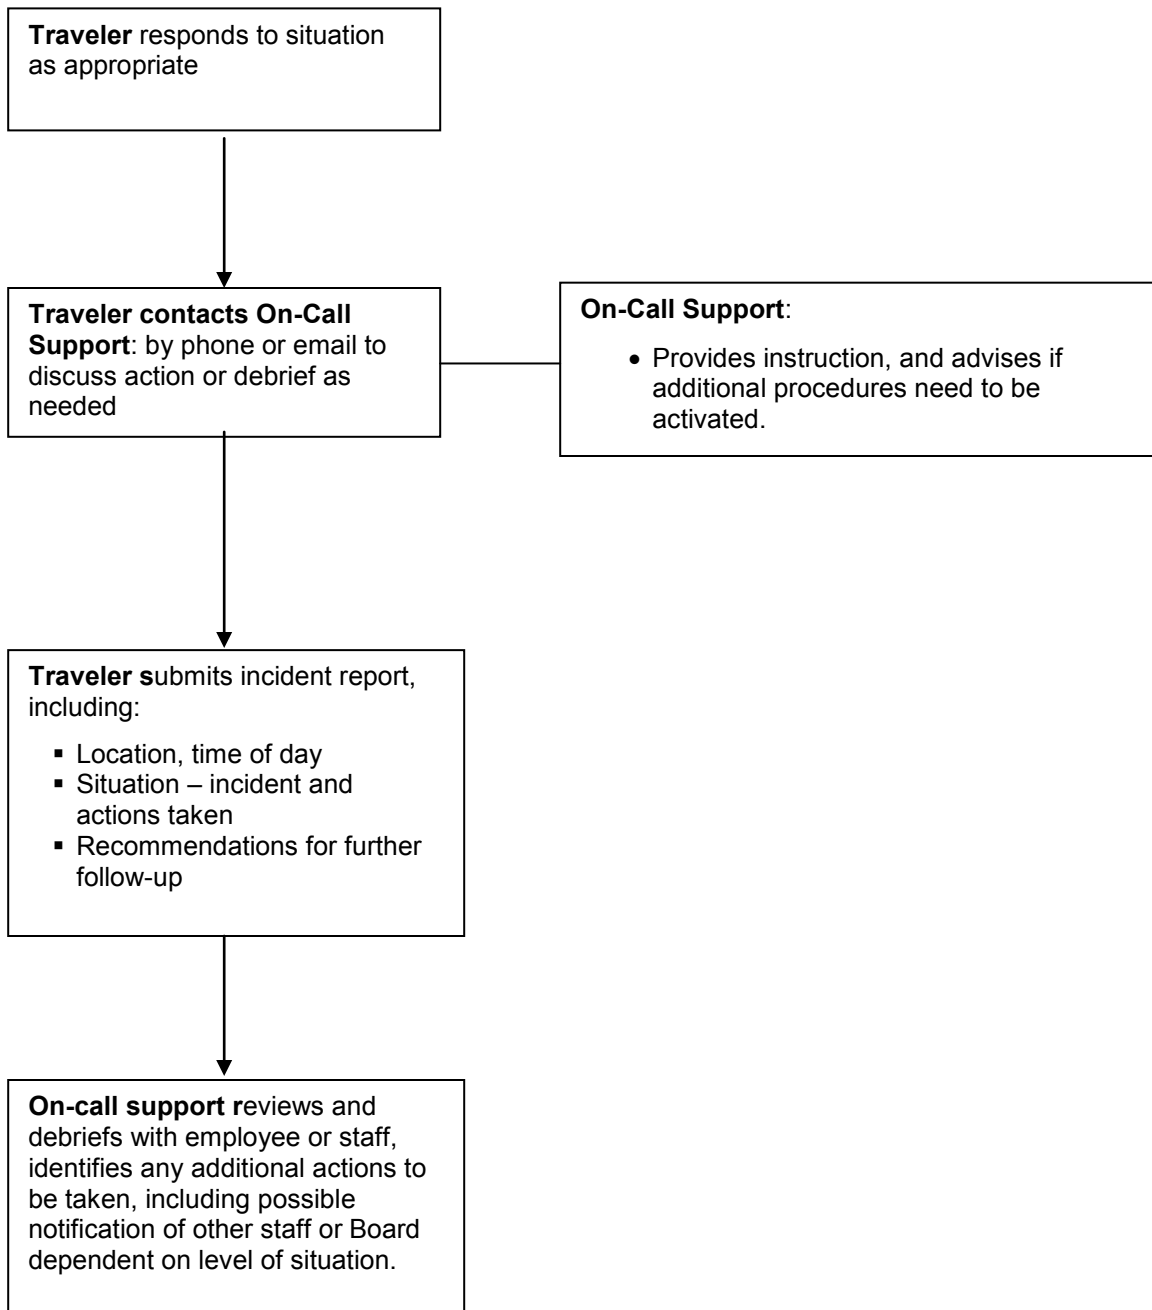 Traveler responds to situation
as appropriate
Traveler contacts On-Call
Support: by phone or email to
discuss action or debrief as
needed
On-Call Support:
• Provides instruction, and advises if
additional procedures need to be
activated.
Traveler submits incident report,
including:
▪ Location, time of day
▪ Situation – incident and
actions taken
▪ Recommendations for further
follow-up
On-call support reviews and
debriefs with employee or staff,
identifies any additional actions to
be taken, including possible
notification of other staff or Board
dependent on level of situation.